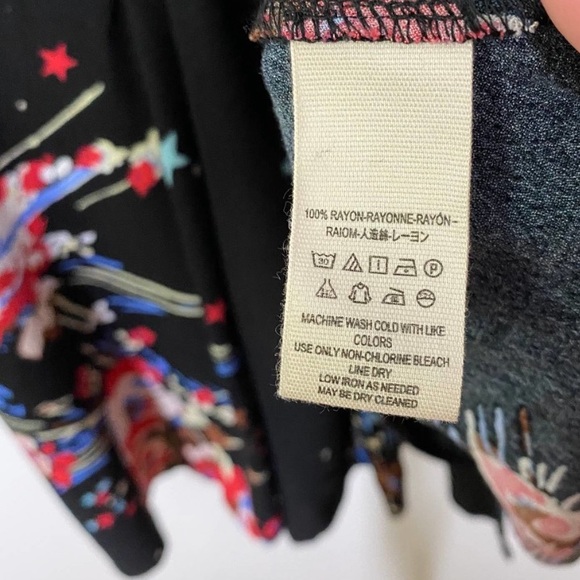 100% RAYON-RAYONNE-RAYÓN-
RAIOM-人造絲-レーヨン
30 P
MACHINE WASH COLD WITH LIKE
COLORS
USE ONLY NON-CHLORINE BLEACH
LINE DRY
LOW IRON AS NEEDED
MAY BE DRY CLEANED